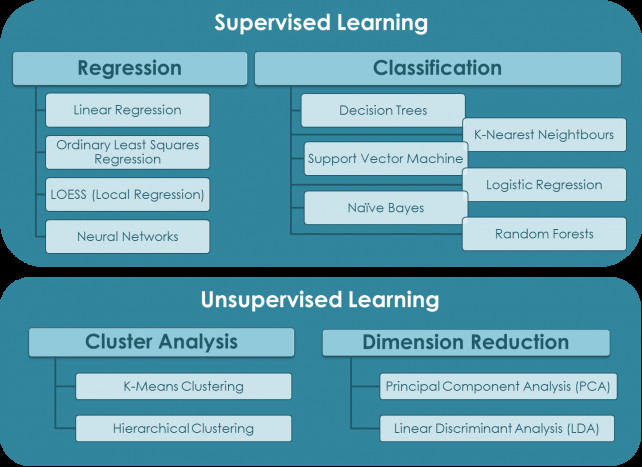 Supervised Learning
Regression
Linear Regression
Ordinary Least Squares
Regression
LOESS (Local Regression)
Neural Networks
Classification
Decision Trees
K-Nearest Neighbours
Support Vector Machine
Logistic Regression
Naïve Bayes
Random Forests
Unsupervised Learning
Cluster Analysis
K-Means Clustering
Hierarchical Clustering
Dimension Reduction
Principal Component Analysis (PCA)
Linear Discriminant Analysis (LDA)